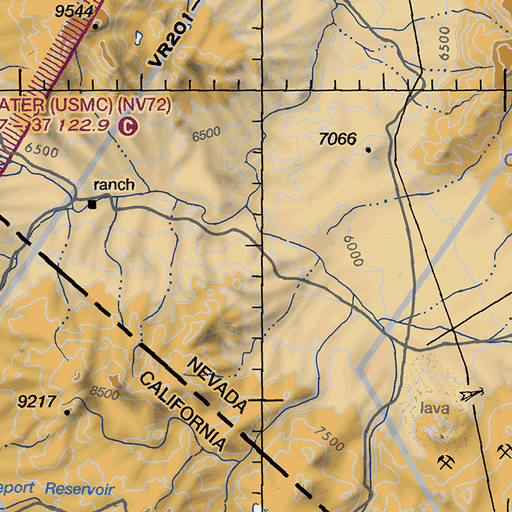 9544
VR201
6500
ATER (USMC) (NV72)
122.9 C
7066
6500
6500
ranch
6000
NEVADA
CALIFORNIA
8500
9217
lava
7500
eport Reservoir